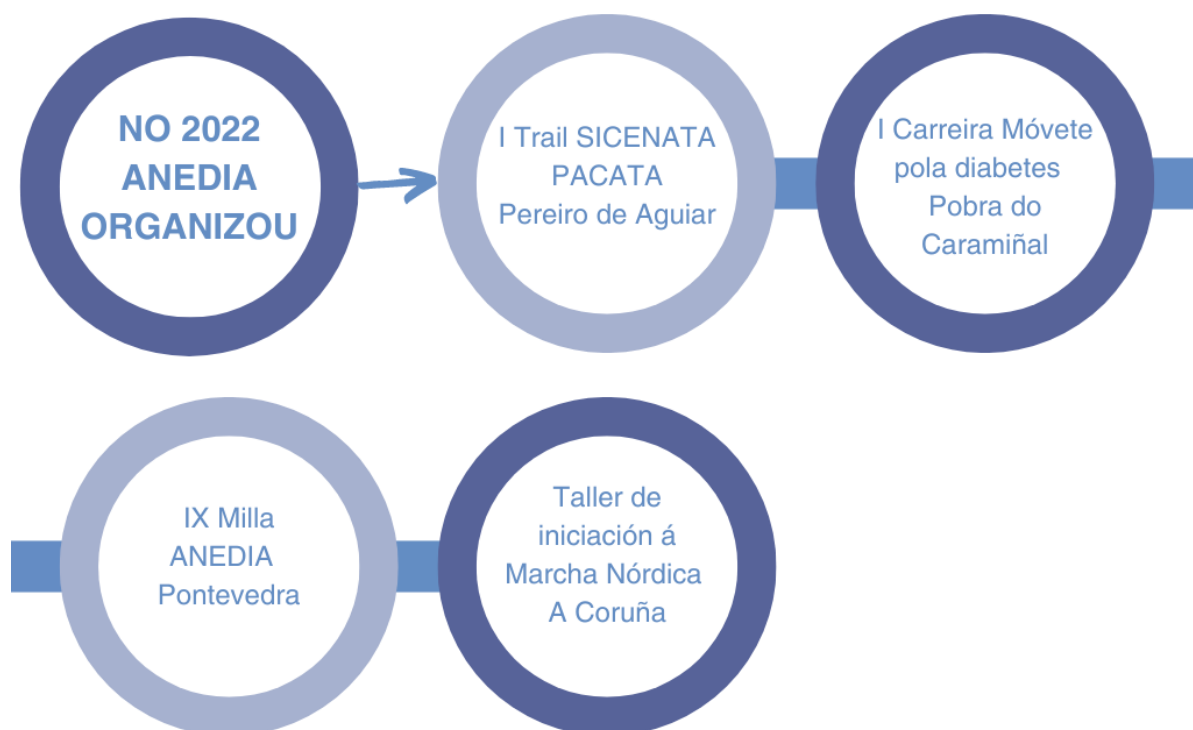 NO 2022
ANEDIA
ORGANIZOU
I Trail SICENATA
PACATA
Pereiro de Aguiar
I Carreira Móvete
pola diabetes
Pobra do
Caramiñal
IX Milla
ANEDIA
Pontevedra
Taller de
iniciación á
Marcha Nórdica
A Coruña